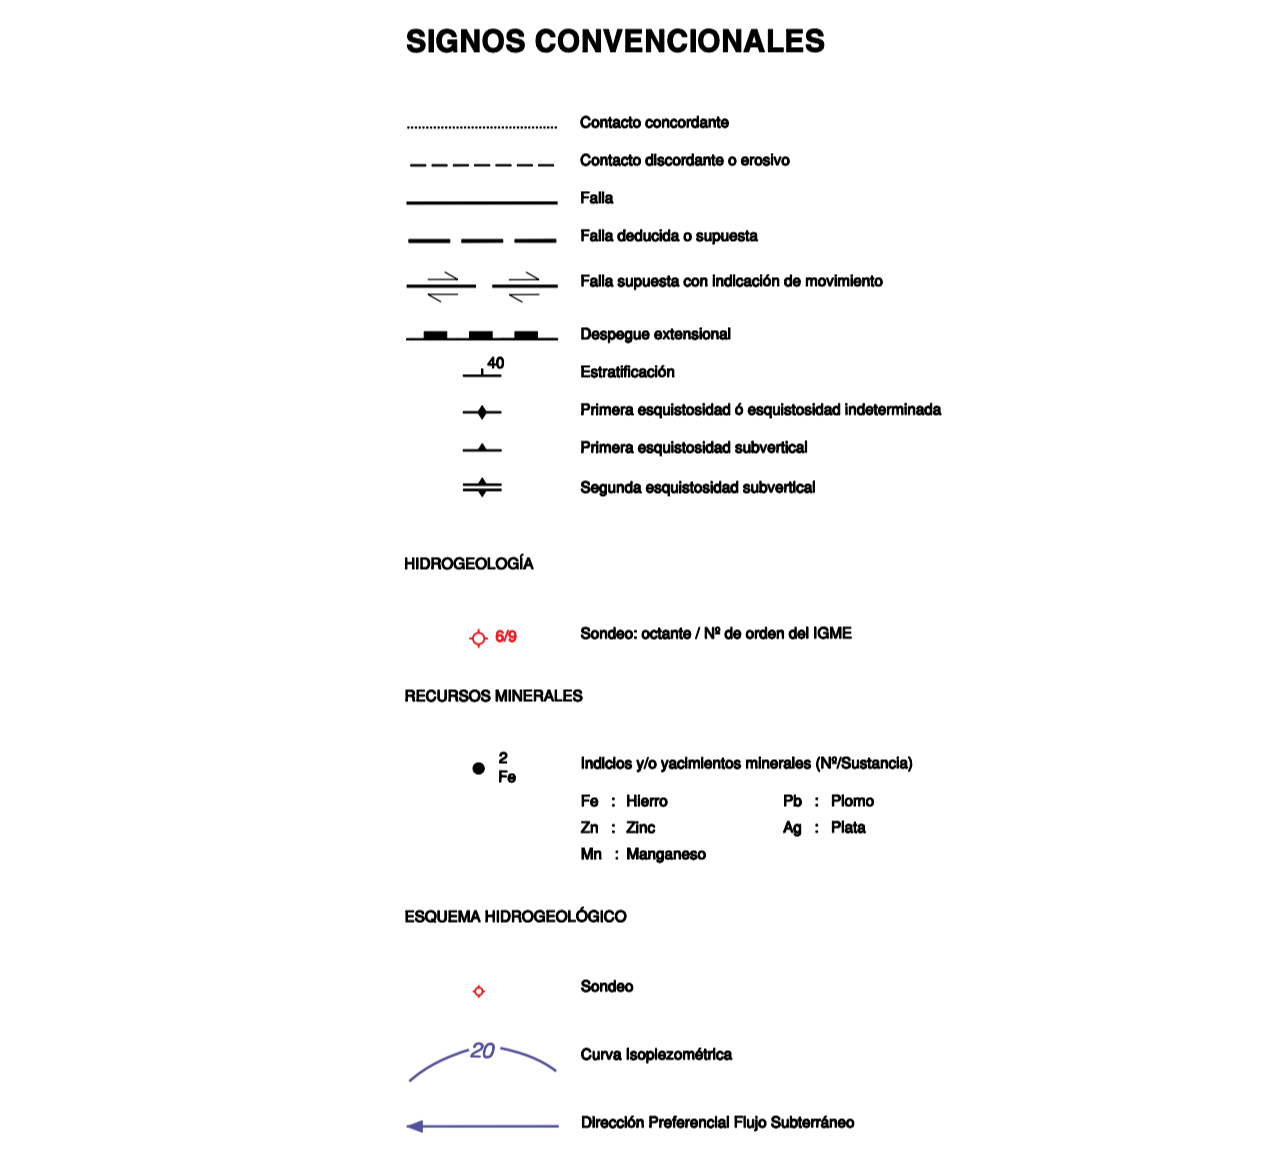 SIGNOS CONVENCIONALES
Contacto concordante
Contacto discordante o erosivo
Falla
Falla deducida o supuesta
Falla supuesta con indicación de movimiento
Despegue extensional
40
Estratificación
Primera esquistosidad ó esquistosidad indeterminada
Primera esquistosidad subvertical
Segunda esquistosidad subvertical
HIDROGEOLOGÍA
6/9 Sondeo: octante / Nº de orden del IGME
RECURSOS MINERALES
2
Fe
Indicios y/o yacimientos minerales (Nº/Sustancia)
Fe : Hierro Pb : Plomo
Zn : Zinc Ag : Plata
Mn : Manganeso
ESQUEMA HIDROGEOLÓGICO
Sondeo
20 Curva Isopiezométrica
Dirección Preferencial Flujo Subterráneo